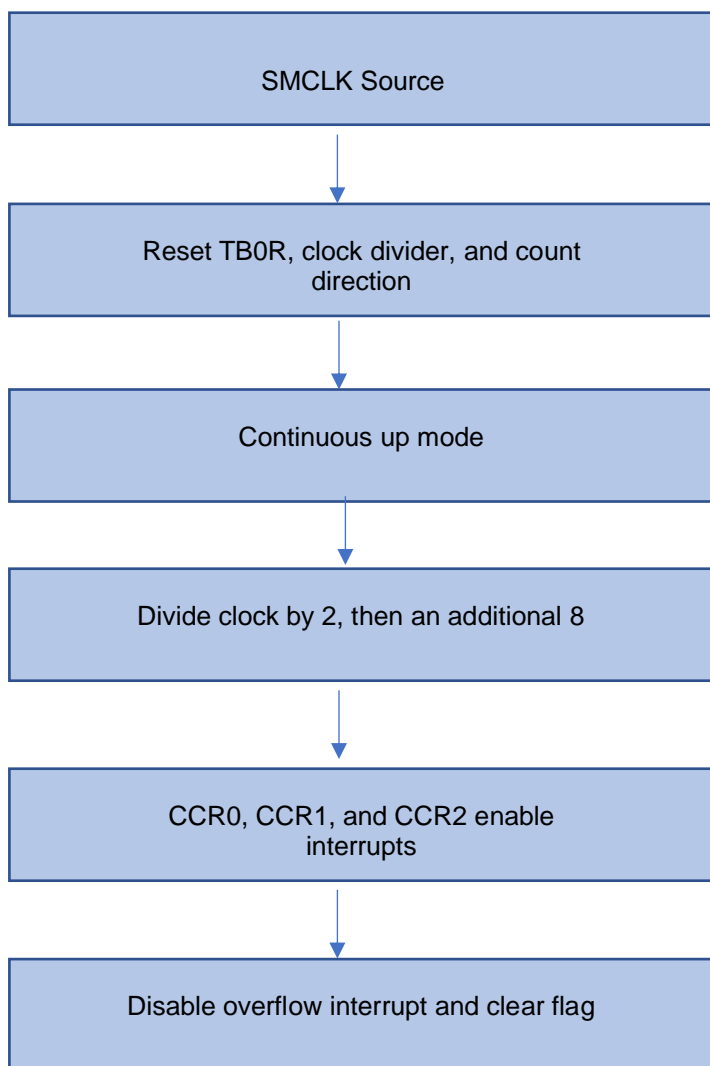 SMCLK Source
Reset TB0R, clock divider, and count
direction
Continuous up mode
Divide clock by 2, then an additional 8
CCR0, CCR1, and CCR2 enable
interrupts
Disable overflow interrupt and clear flag